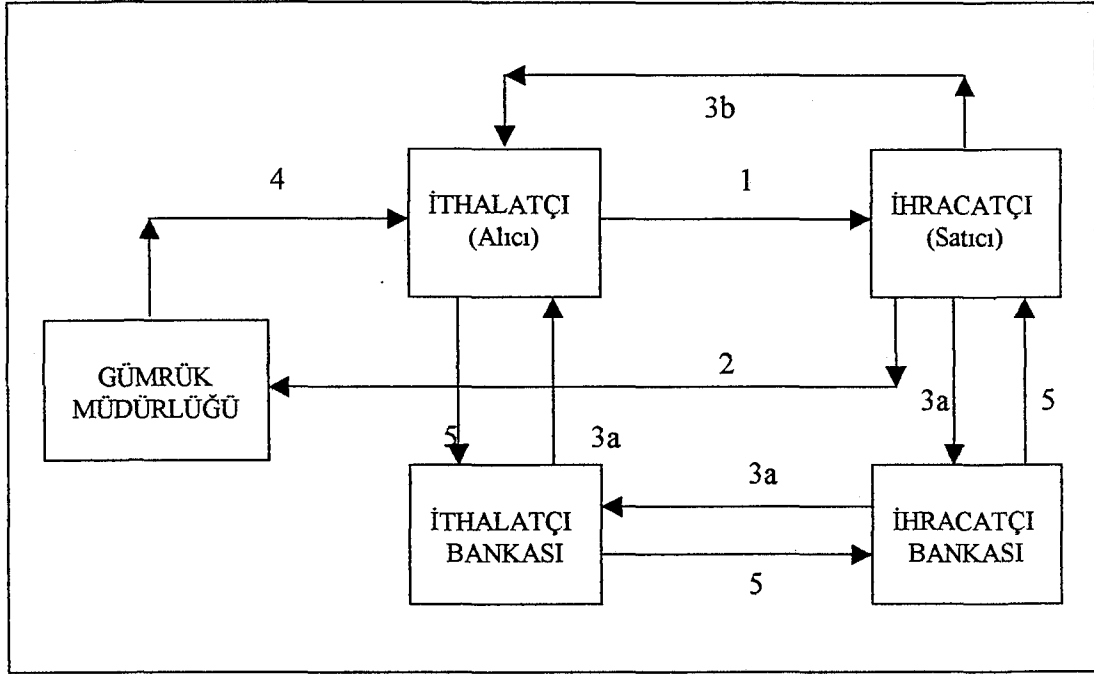 3b
4
1
İTHALATÇI
(Alıcı)
İHRACATÇI
(Satıcı)
GÜMRÜK
MÜDÜRLÜĞÜ
2
5
3a
3a
5
3a
İTHALATÇI
BANKASI
İHRACATÇI
BANKASI
5